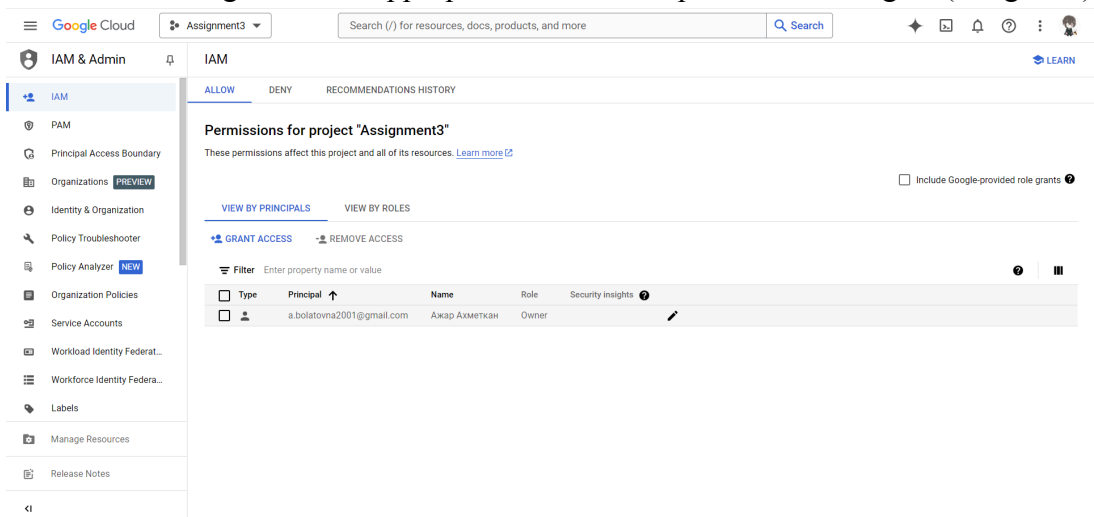 Google Cloud Assignment3 Search (/) for resources, docs, products, and more Search
IAM & Admin IAM LEARN
ALLOW DENY RECOMMENDATIONS HISTORY
IAM
PAM
Principal Access Boundary
Organizations PREVIEW
Identity & Organization
Policy Troubleshooter
Policy Analyzer NEW
Organization Policies
Service Accounts
Workload Identity Federat...
Workforce Identity Federa...
Labels
Manage Resources
Release Notes
Permissions for project "Assignment3"
These permissions affect this project and all of its resources. Learn more
Include Google-provided role grants
VIEW BY PRINCIPALS VIEW BY ROLES
GRANT ACCESS REMOVE ACCESS
Filter Enter property name or value
Type Principal Name Role Security insights
a.bolatovna2001@gmail.com Ажар Ахметкан Owner